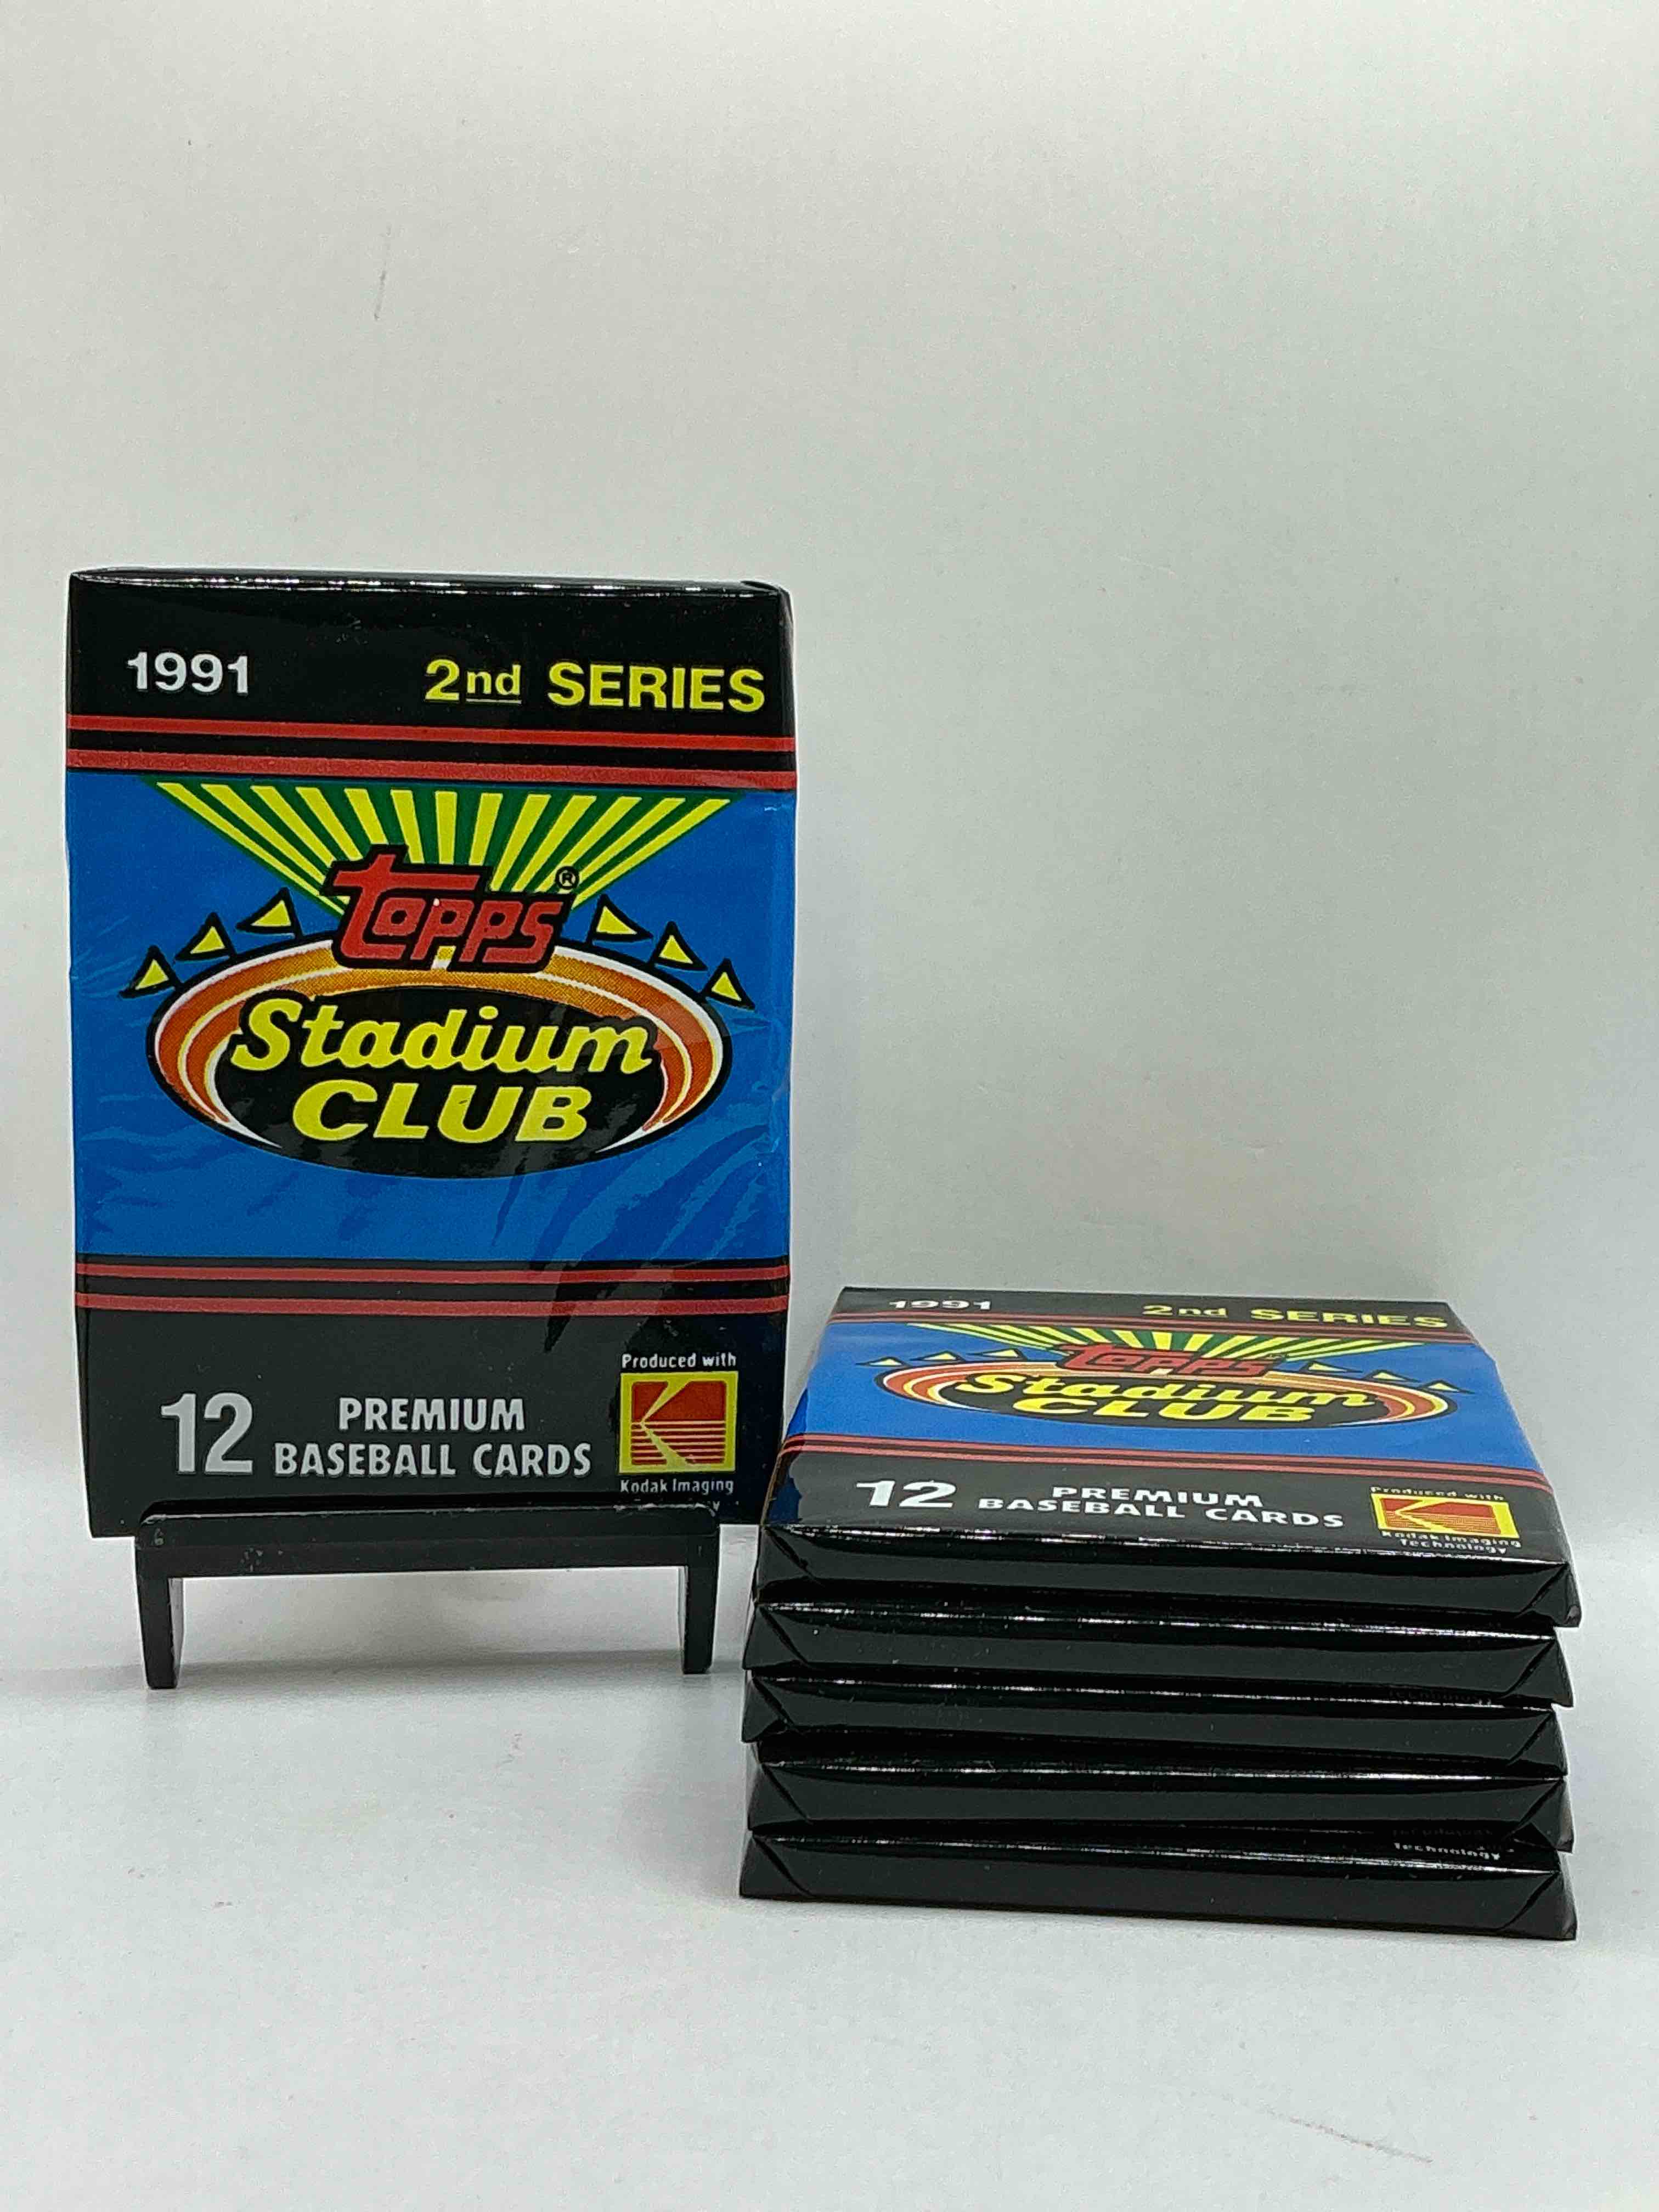 1991 2nd SERIES
topps ®
Stadium
CLUB
12 PREMIUM
BASEBALL CARDS
Produced with
Kodak Imaging
1991 2nd SERIES
topps
Stadium
CLUB
12 PREMIUM
BASEBALL CARDS
Produced with
Kodak Imaging
Technology
Technology